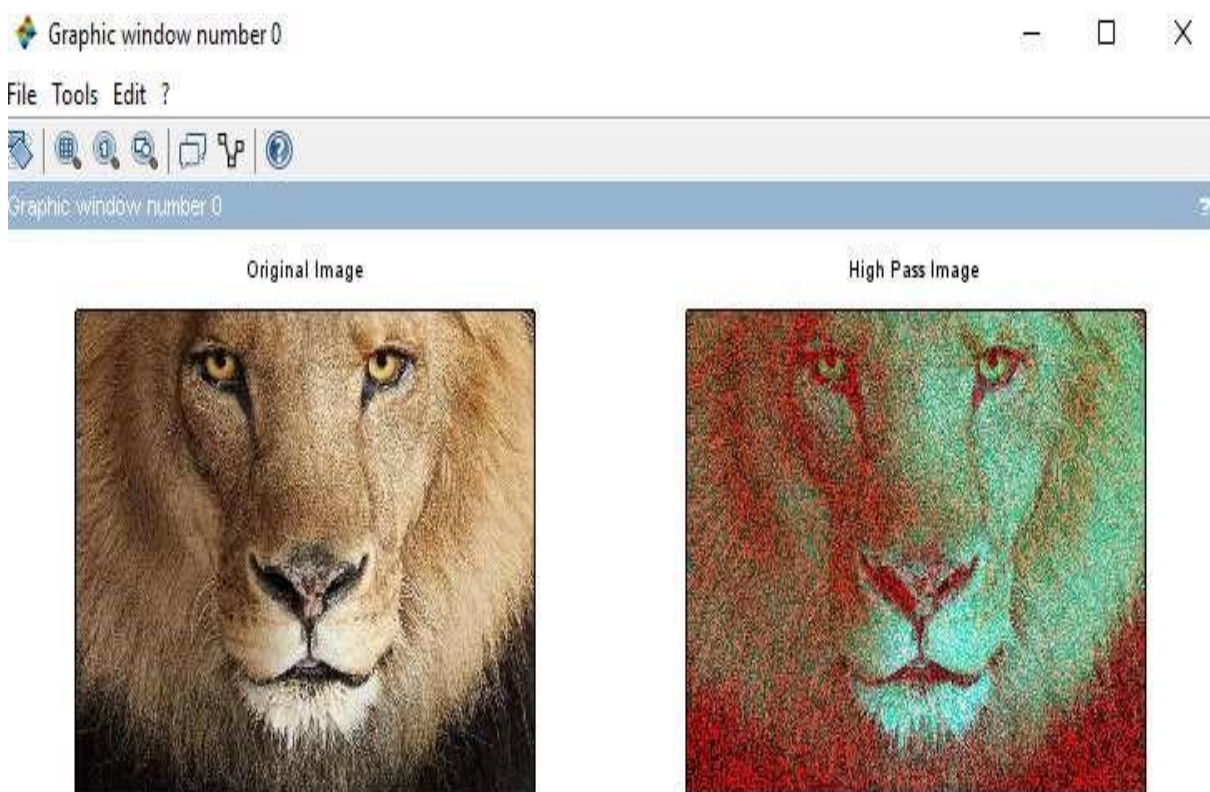 Graphic window number 0
File Tools Edit ?
Graphic window number 0 ?
Original Image High Pass Image